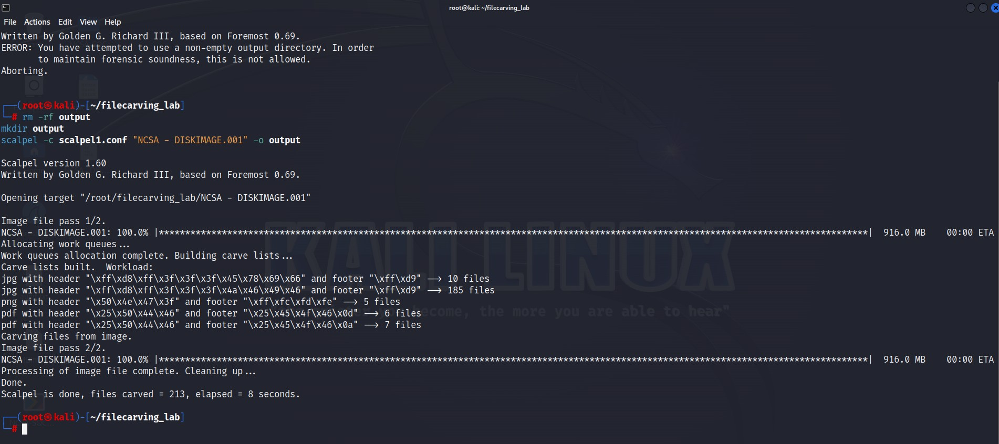 root@kali: ~/filecarving_lab
File Actions Edit View Help
Written by Golden G. Richard III, based on Foremost 0.69.
ERROR: You have attempted to use a non-empty output directory. In order
to maintain forensic soundness, this is not allowed.
Aborting.
┌──(root㉿kali)-[~/filecarving_lab]
└─# rm -rf output
mkdir output
scalpel -c scalpel1.conf "NCSA - DISKIMAGE.001" -o output
Scalpel version 1.60
Written by Golden G. Richard III, based on Foremost 0.69.
Opening target "/root/filecarving_lab/NCSA - DISKIMAGE.001"
Image file pass 1/2.
NCSA - DISKIMAGE.001: 100.0% |***************************************************************************************************************************************| 916.0 MB 00:00 ETA
Allocating work queues...
Work queues allocation complete. Building carve lists...
Carve lists built. Workload:
jpg with header "\xff\xd8\xff\x3f\x3f\x3f\x45\x78\x69\x66" and footer "\xff\xd9" --> 10 files
jpg with header "\xff\xd8\xff\x3f\x3f\x3f\x4a\x46\x49\x46" and footer "\xff\xd9" --> 185 files
png with header "\x50\x4e\x47\x3f" and footer "\xff\xfc\xfd\xfe" --> 5 files
pdf with header "\x25\x50\x44\x46" and footer "\x25\x45\x4f\x46\x0d" --> 6 files
pdf with header "\x25\x50\x44\x46" and footer "\x25\x45\x4f\x46\x0a" --> 7 files
Carving files from image.
Image file pass 2/2.
NCSA - DISKIMAGE.001: 100.0% |***************************************************************************************************************************************| 916.0 MB 00:00 ETA
Processing of image file complete. Cleaning up...
Done.
Scalpel is done, files carved = 213, elapsed = 8 seconds.
┌──(root㉿kali)-[~/filecarving_lab]
└─#
KALI LINUX
become, the more you are able to hear"